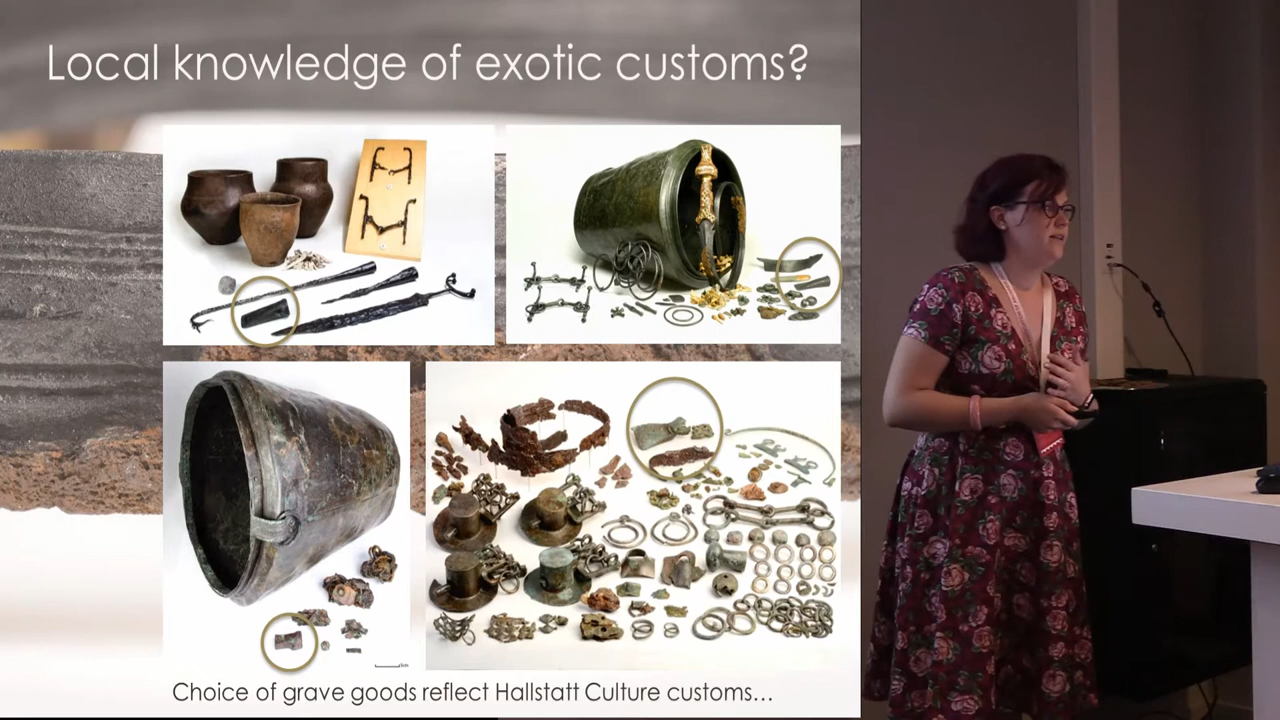 Local knowledge of exotic customs?
Choice of grave goods reflect Hallstatt Culture customs...